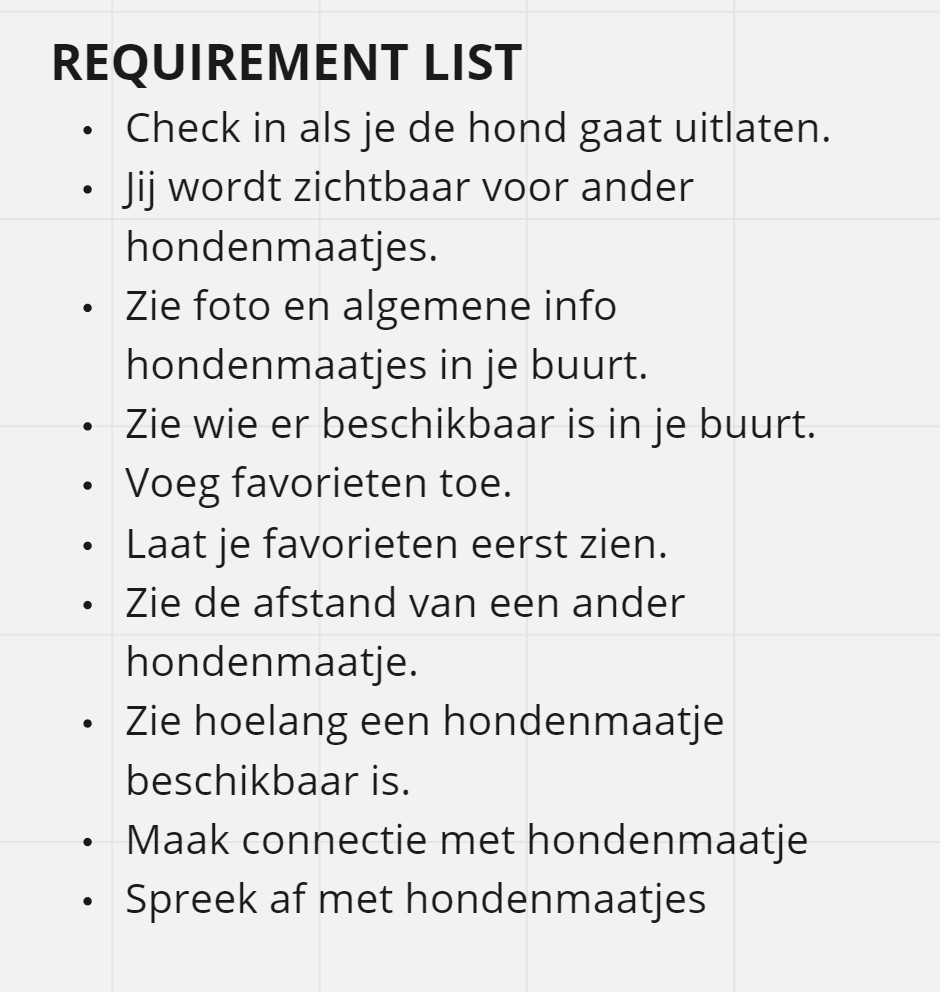 REQUIREMENT LIST
• Check in als je de hond gaat uitlaten.
• Jij wordt zichtbaar voor ander
hondenmaatjes.
• Zie foto en algemene info
hondenmaatjes in je buurt.
• Zie wie er beschikbaar is in je buurt.
• Voeg favorieten toe.
• Laat je favorieten eerst zien.
• Zie de afstand van een ander
hondenmaatje.
• Zie hoelang een hondenmaatje
beschikbaar is.
• Maak connectie met hondenmaatje
• Spreek af met hondenmaatjes